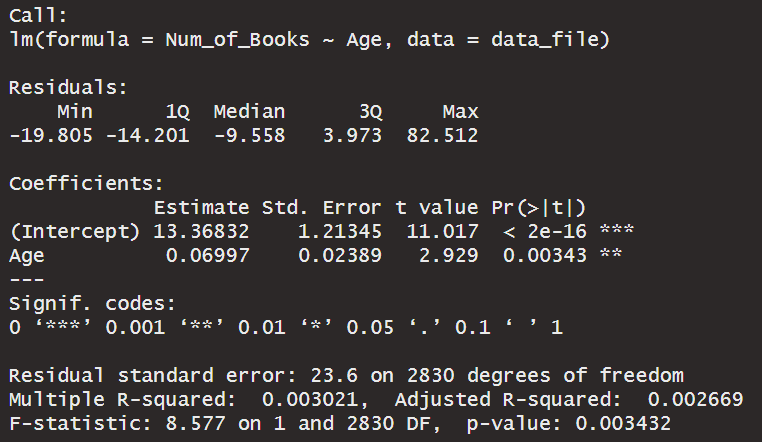 Call:
lm(formula = Num_of_Books ~ Age, data = data_file)
Residuals:
    Min      1Q  Median      3Q     Max
-19.805 -14.201  -9.558   3.973  82.512
Coefficients:
            Estimate Std. Error t value Pr(>|t|)
(Intercept) 13.36832    1.21345  11.017  < 2e-16 ***
Age          0.06997    0.02389   2.929  0.00343 **
---
Signif. codes:
0 ‘***’ 0.001 ‘**’ 0.01 ‘*’ 0.05 ‘.’ 0.1 ‘ ’ 1
Residual standard error: 23.6 on 2830 degrees of freedom
Multiple R-squared:  0.003021,  Adjusted R-squared:  0.002669
F-statistic: 8.577 on 1 and 2830 DF,  p-value: 0.003432